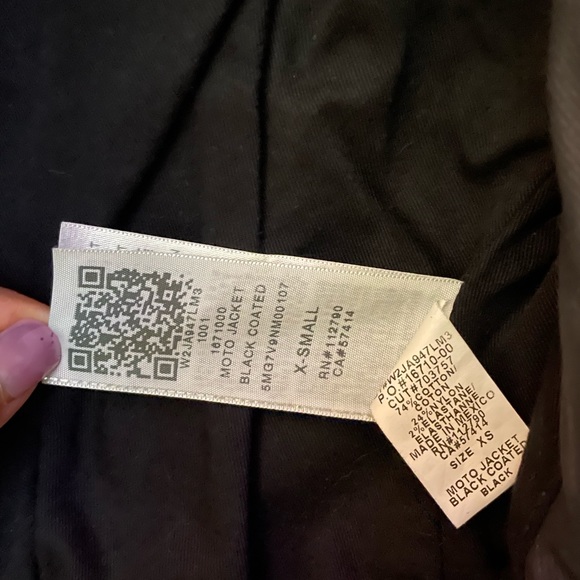 W2JA947LM3
1001
1671000
MOTO JACKET
BLACK COATED
5MG7V9NM00107
X-SMALL
RN#112790
CA#57414
P#W2JA947LM3
PO#16710-00
CUT#703757
74% COTTON/
24% NYLON
2% ELASTANE/
ELASTHANNE
MADE IN MEXICO
RN#112790
CA#57414
SIZE XS
MOTO JACKET
BLACK COATED
BLACK